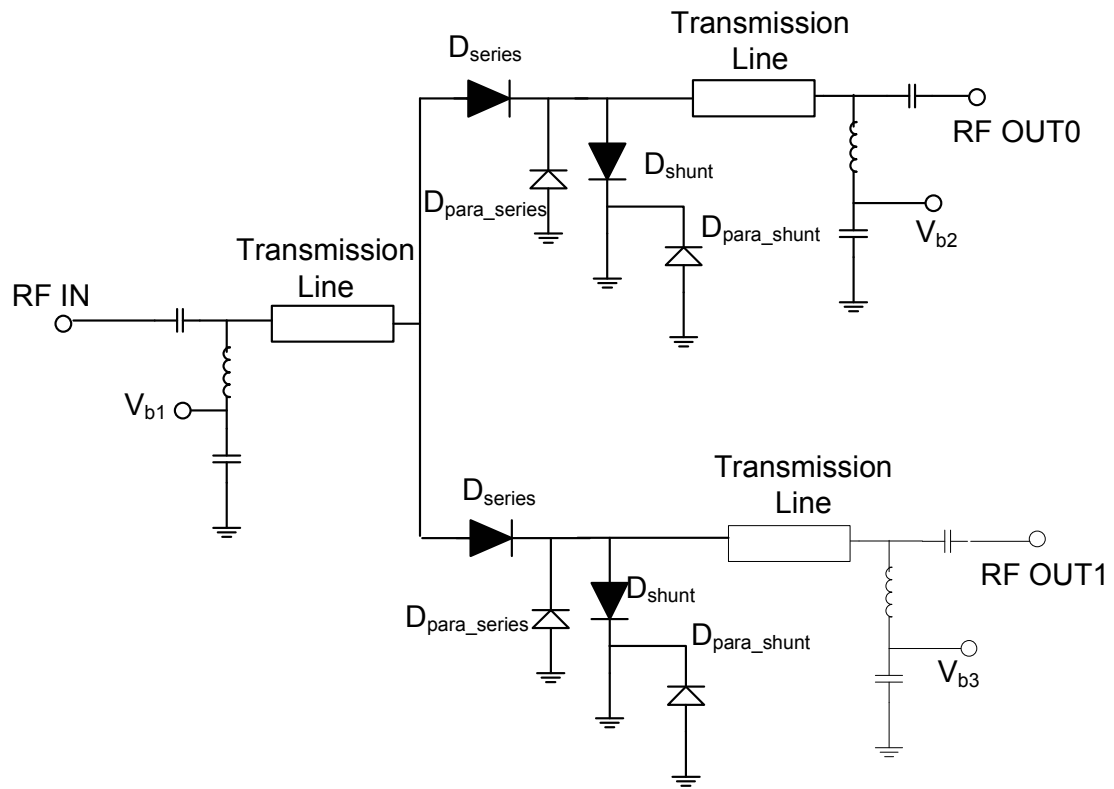 Transmission
Line
D_series
RF OUT0
D_shunt
D_para_series
D_para_shunt
V_b2
Transmission
Line
RF IN
V_b1
Transmission
Line
D_series
RF OUT1
D_shunt
D_para_series
D_para_shunt
V_b3